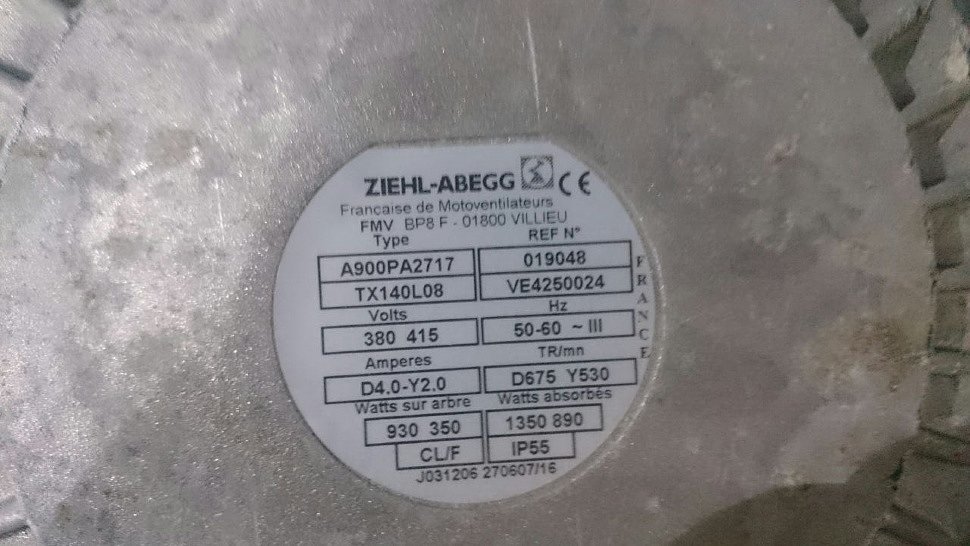 ZIEHL-ABEGG CE
Francaise de Motoventilateurs
FMV BP8 F - 01800 VILLIEU
Type REF N°
A900PA2717 019048
TX140L08 VE4250024
Volts Hz
380 415 50-60 ~ III
Amperes TR/mn
D4.0-Y2.0 D675 Y530
Watts sur arbre Watts absorbés
930 350 1350 890
CL/F IP55
J031206 270607/16
FRANCE